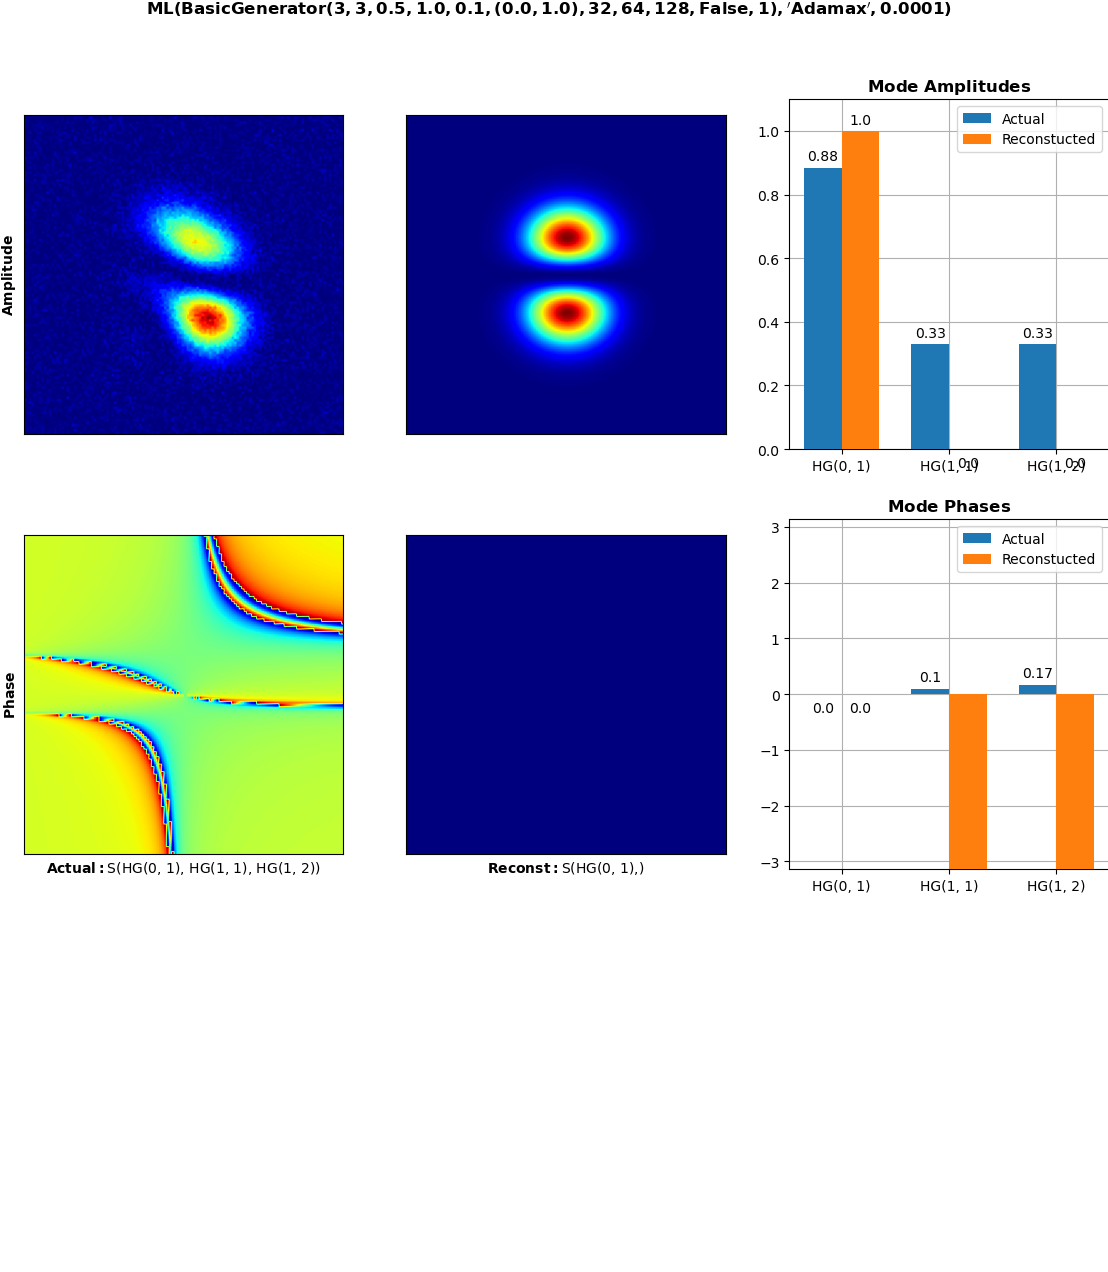 ML(BasicGenerator(3, 3, 0.5, 1.0, 0.1, (0.0, 1.0), 32, 64, 128, False, 1), ′Adamax′, 0.0001)
Amplitude
Mode Amplitudes
Actual
Reconstucted
1.0
0.8
0.6
0.4
0.2
0.0
0.88
1.0
0.33
0.0
0.33
0.0
HG(0, 1)
HG(1, 1)
HG(1, 2)
Phase
Actual: S(HG(0, 1), HG(1, 1), HG(1, 2))
Reconst: S(HG(0, 1),)
Mode Phases
Actual
Reconstucted
3
2
1
0
−1
−2
−3
0.0
0.0
0.1
0.17
HG(0, 1)
HG(1, 1)
HG(1, 2)